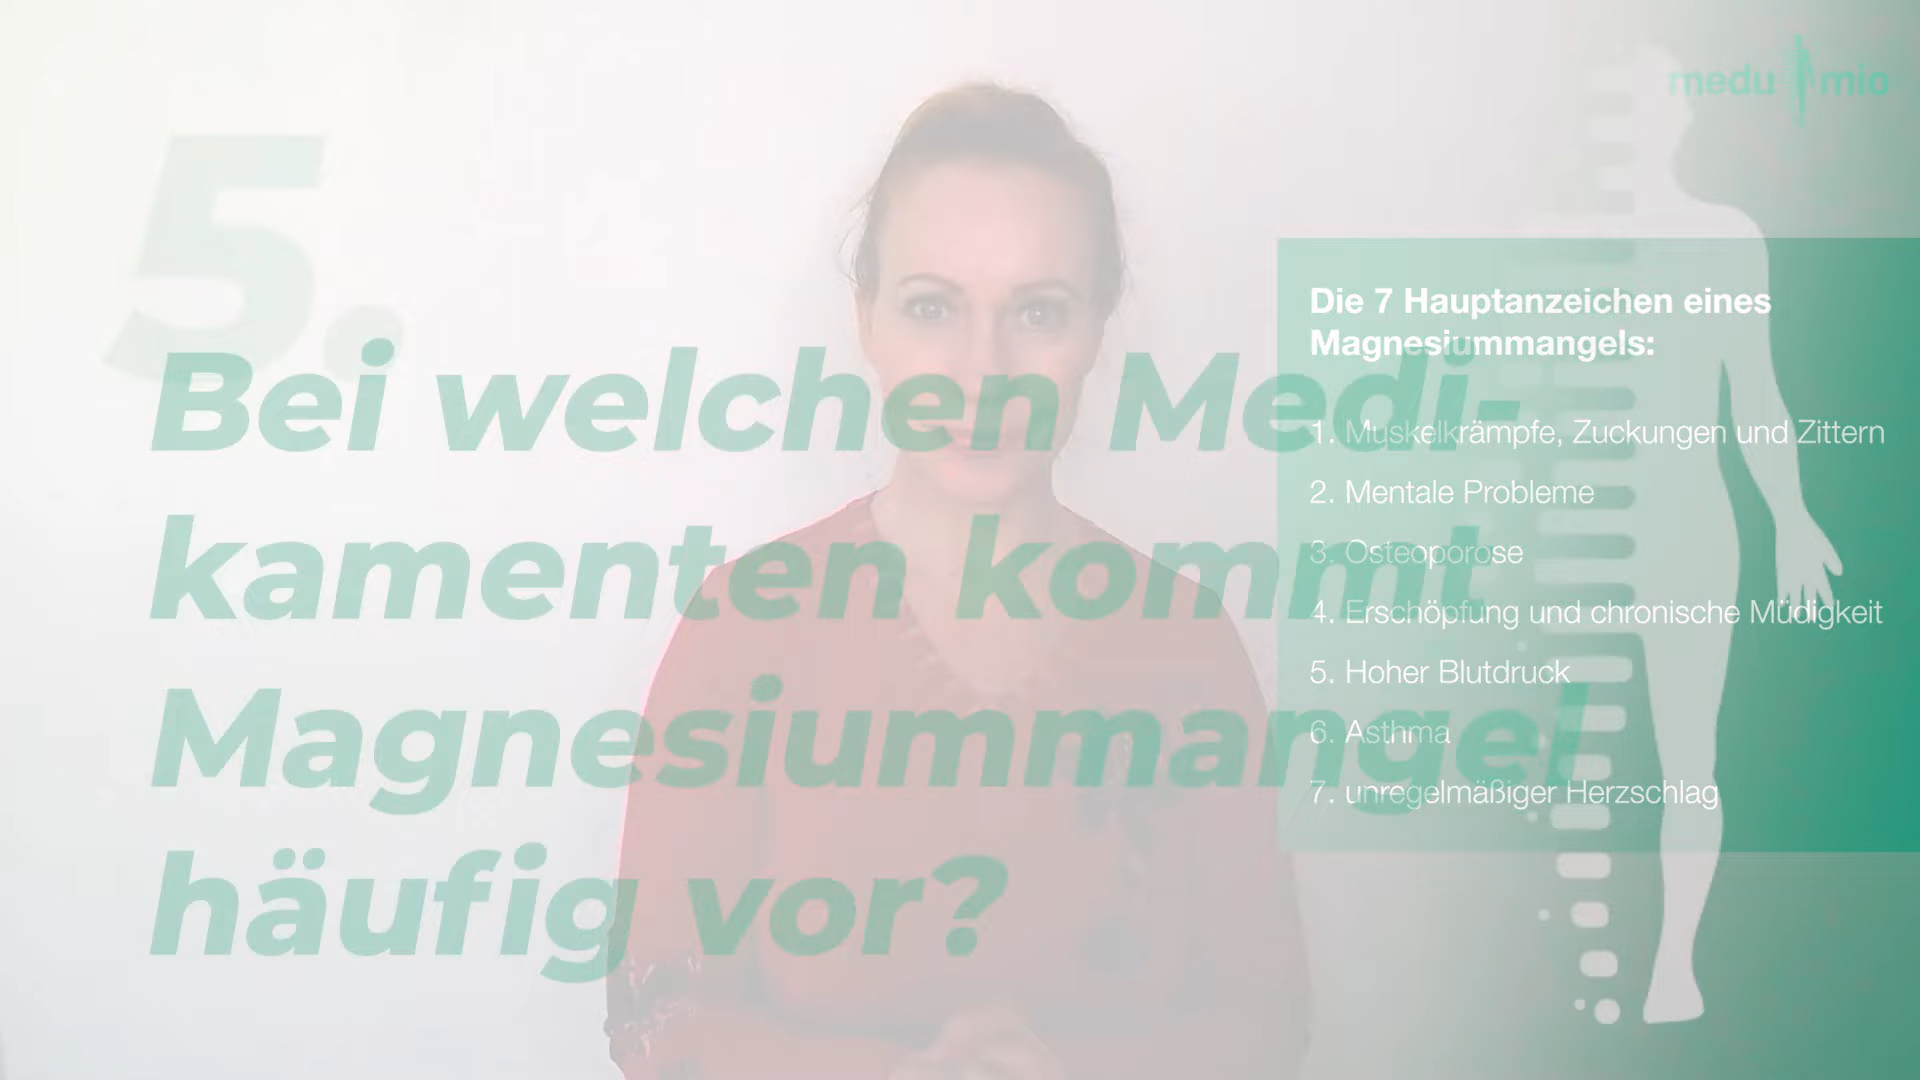 medu mio
5.
Bei welchen Medi-
kamenten kommt
Magnesiummangel
häufig vor?
Die 7 Hauptanzeichen eines
Magnesiummangels:
1. Muskelkrämpfe, Zuckungen und Zittern
2. Mentale Probleme
3. Osteoporose
4. Erschöpfung und chronische Müdigkeit
5. Hoher Blutdruck
6. Asthma
7. unregelmäßiger Herzschlag